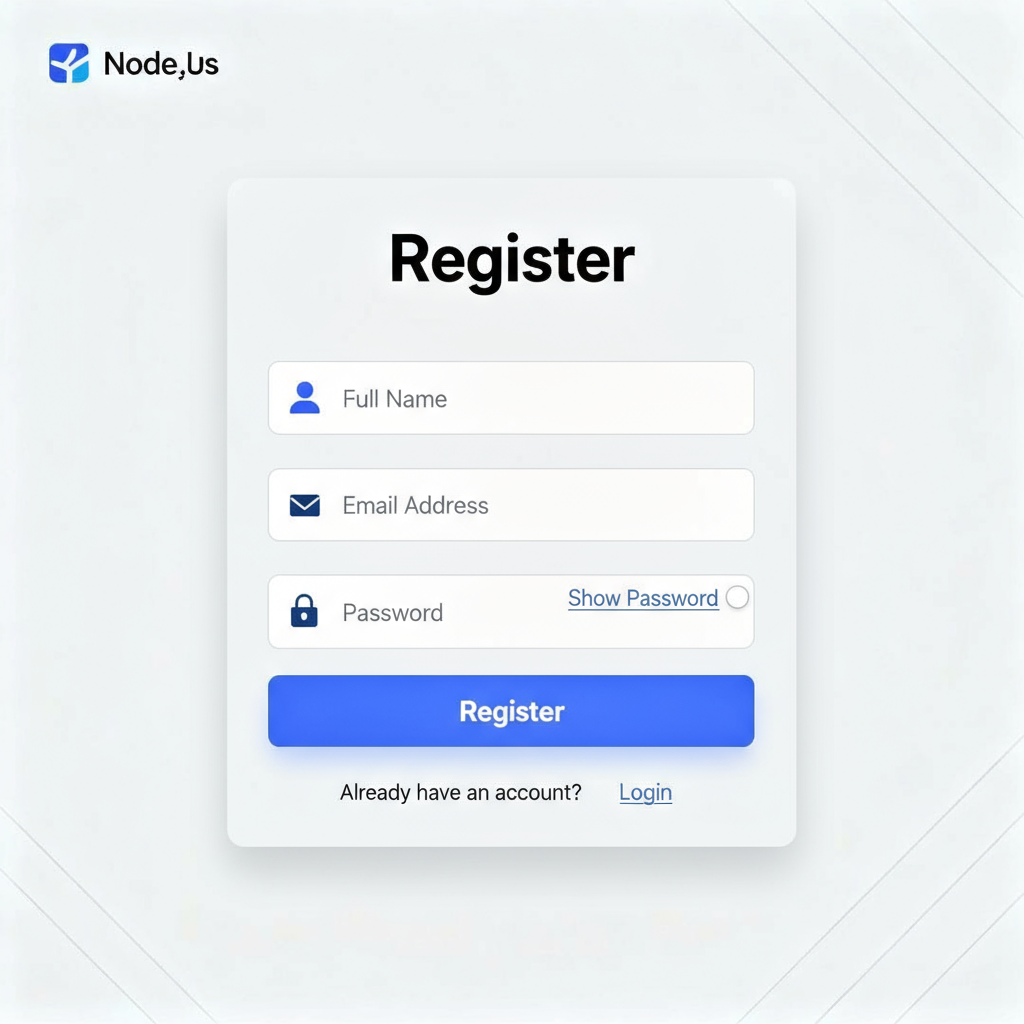 Node,Us
Register
Full Name
Email Address
Password
Show Password
Register
Already have an account? Login